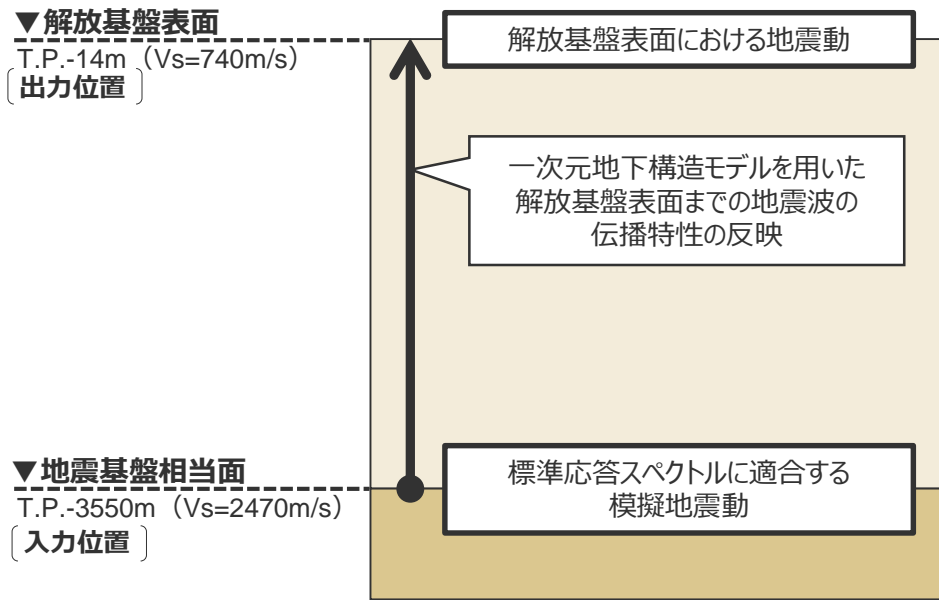 ▼解放基盤表面
T.P.-14m（Vs=740m/s）
出力位置
解放基盤表面における地震動
一次元地下構造モデルを用いた
解放基盤表面までの地震波の
伝播特性の反映
▼地震基盤相当面
T.P.-3550m（Vs=2470m/s）
入力位置
標準応答スペクトルに適合する
模擬地震動